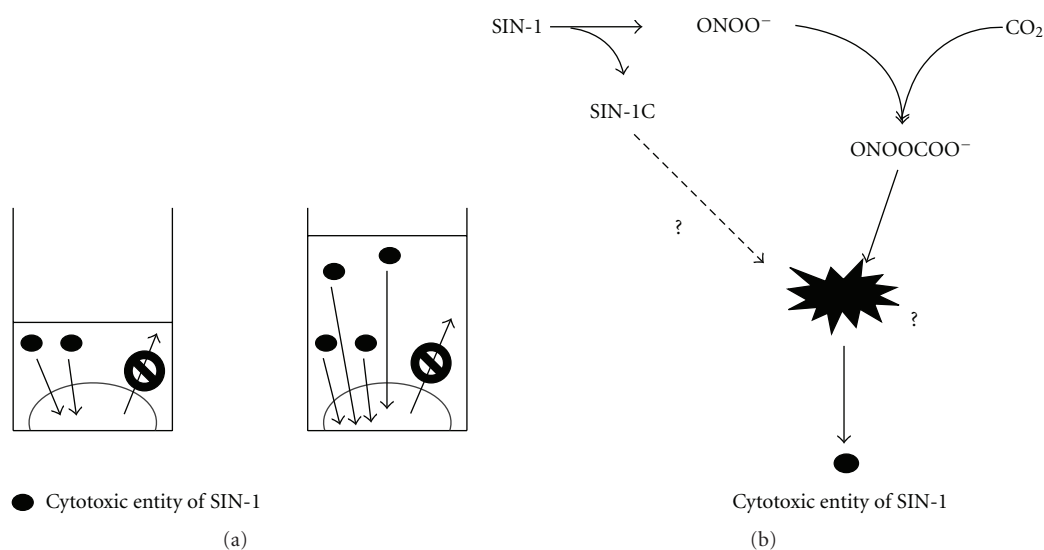 SIN-1
ONOO⁻
CO₂
SIN-1C
ONOOCOO⁻
?
?
Cytotoxic entity of SIN-1
Cytotoxic entity of SIN-1
(a)
(b)